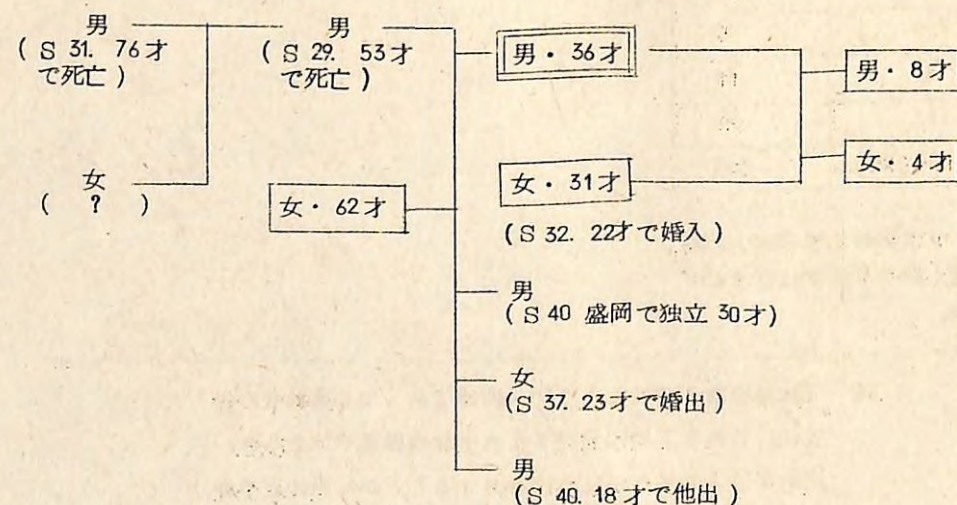 男
(S 31. 76才
で死亡)
女
( ? )
男
(S 29. 53才
で死亡)
女・62才
男・36才
女・31才
(S 32. 22才で婚入)
男
(S 40 盛岡で独立 30才)
女
(S 37. 23才で婚出)
男
(S 40. 18才で他出)
男・8才
女・4才